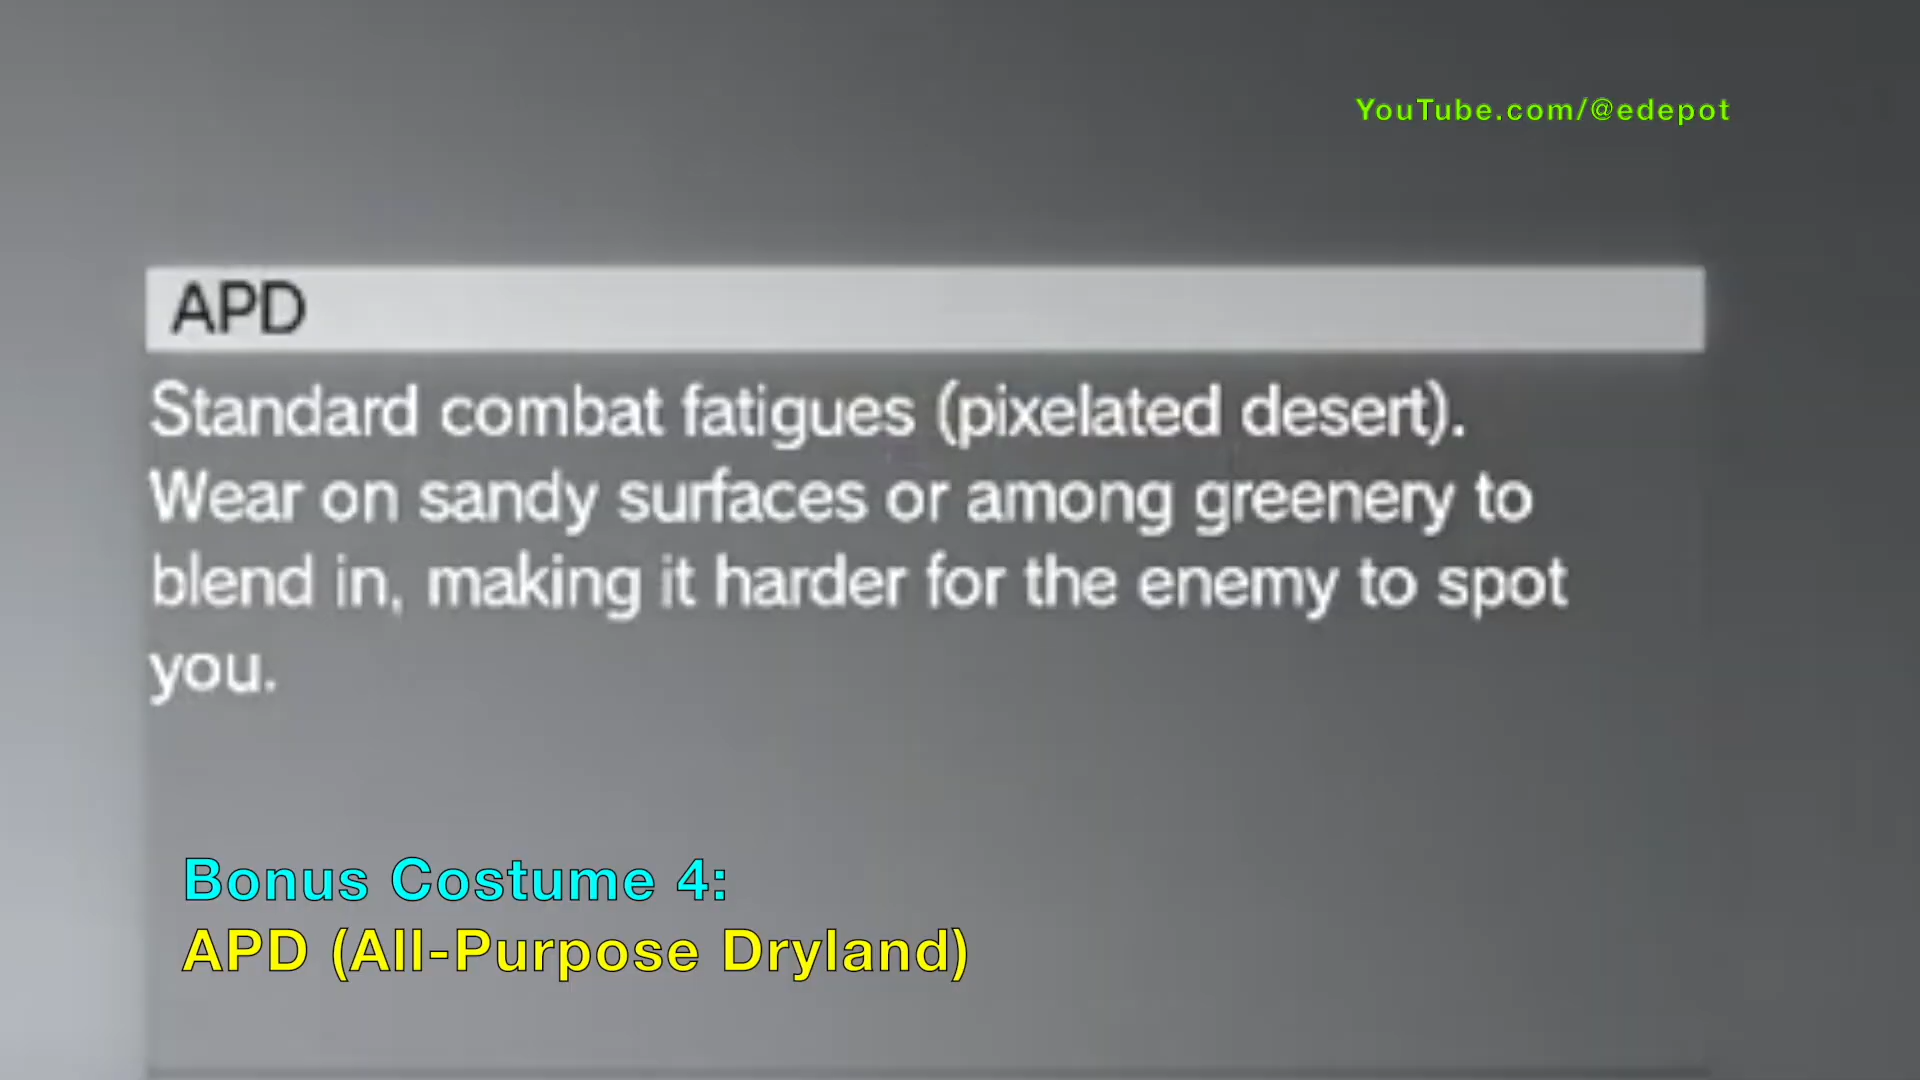 YouTube.com/@edepot
APD
Standard combat fatigues (pixelated desert).
Wear on sandy surfaces or among greenery to
blend in, making it harder for the enemy to spot
you.
Bonus Costume 4:
APD (All-Purpose Dryland)